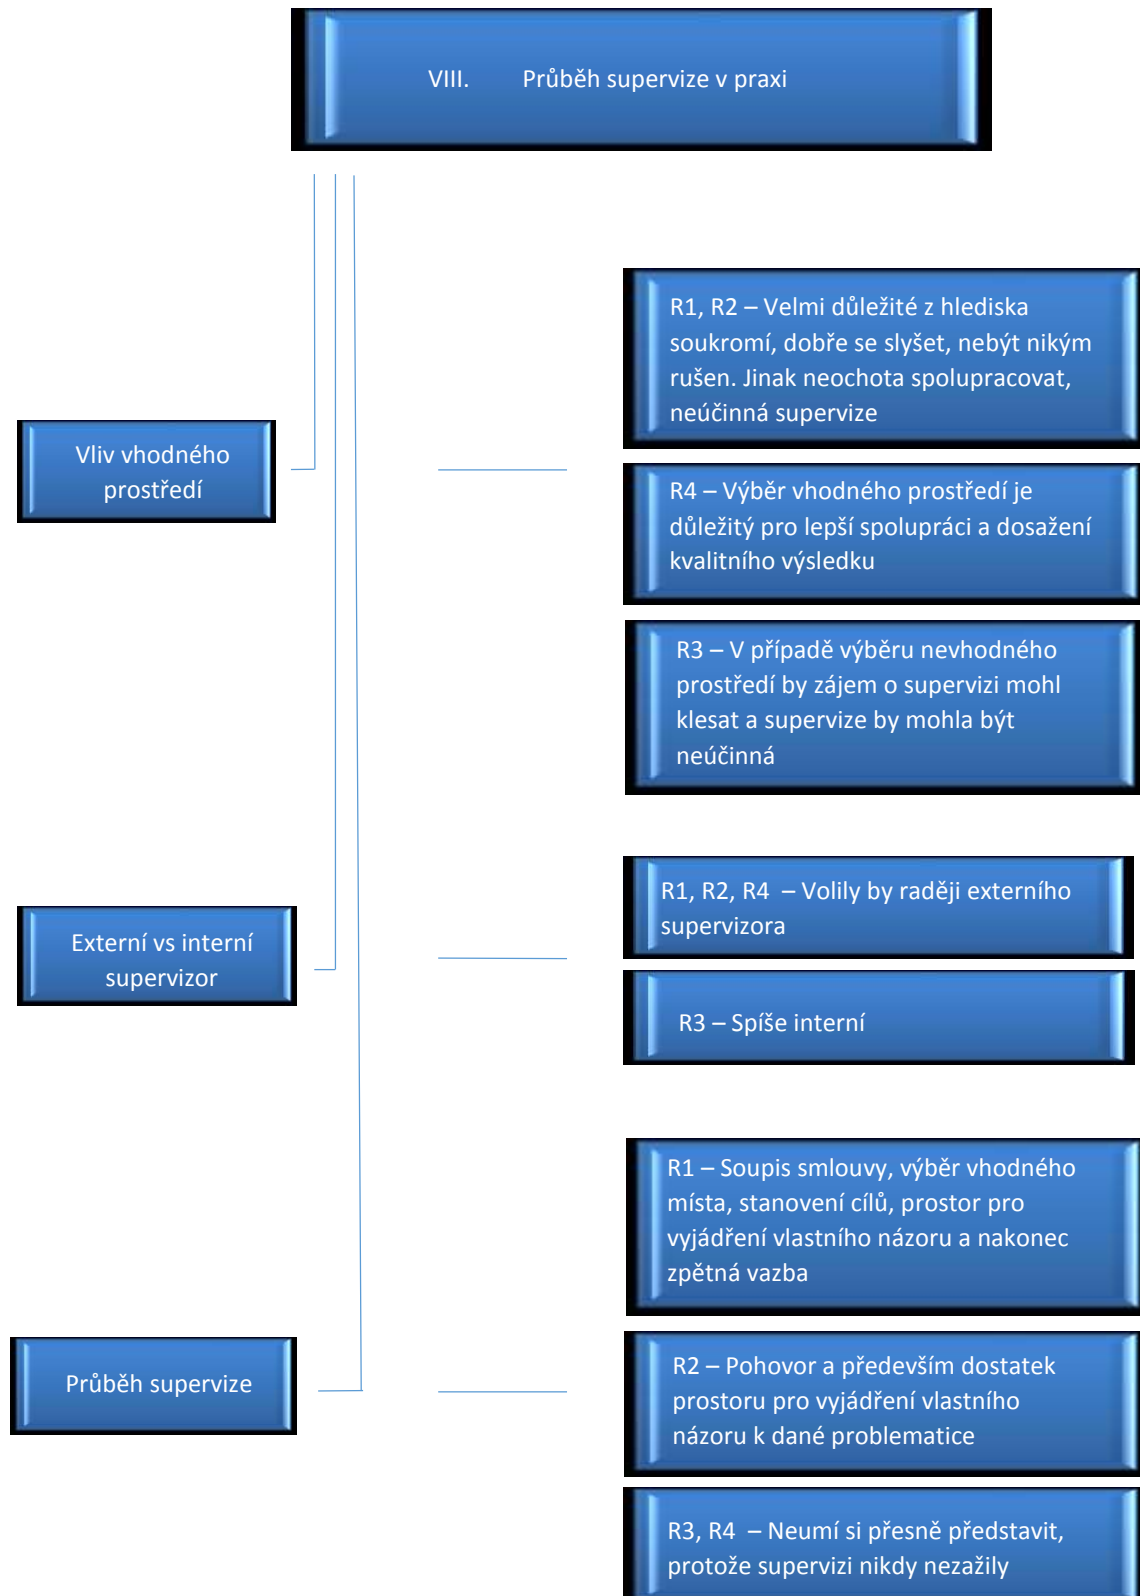 VIII. Průběh supervize v praxi
Vliv vhodného
prostředí
R1, R2 – Velmi důležité z hlediska
soukromí, dobře se slyšet, nebýt nikým
rušen. Jinak neochota spolupracovat,
neúčinná supervize
R4 – Výběr vhodného prostředí je
důležitý pro lepší spolupráci a dosažení
kvalitního výsledku
R3 – V případě výběru nevhodného
prostředí by zájem o supervizi mohl
klesat a supervize by mohla být
neúčinná
Externí vs interní
supervizor
R1, R2, R4 – Volily by raději externího
supervizora
R3 – Spíše interní
Průběh supervize
R1 – Soupis smlouvy, výběr vhodného
místa, stanovení cílů, prostor pro
vyjádření vlastního názoru a nakonec
zpětná vazba
R2 – Pohovor a především dostatek
prostoru pro vyjádření vlastního
názoru k dané problematice
R3, R4 – Neumí si přesně představit,
protože supervizi nikdy nezažily